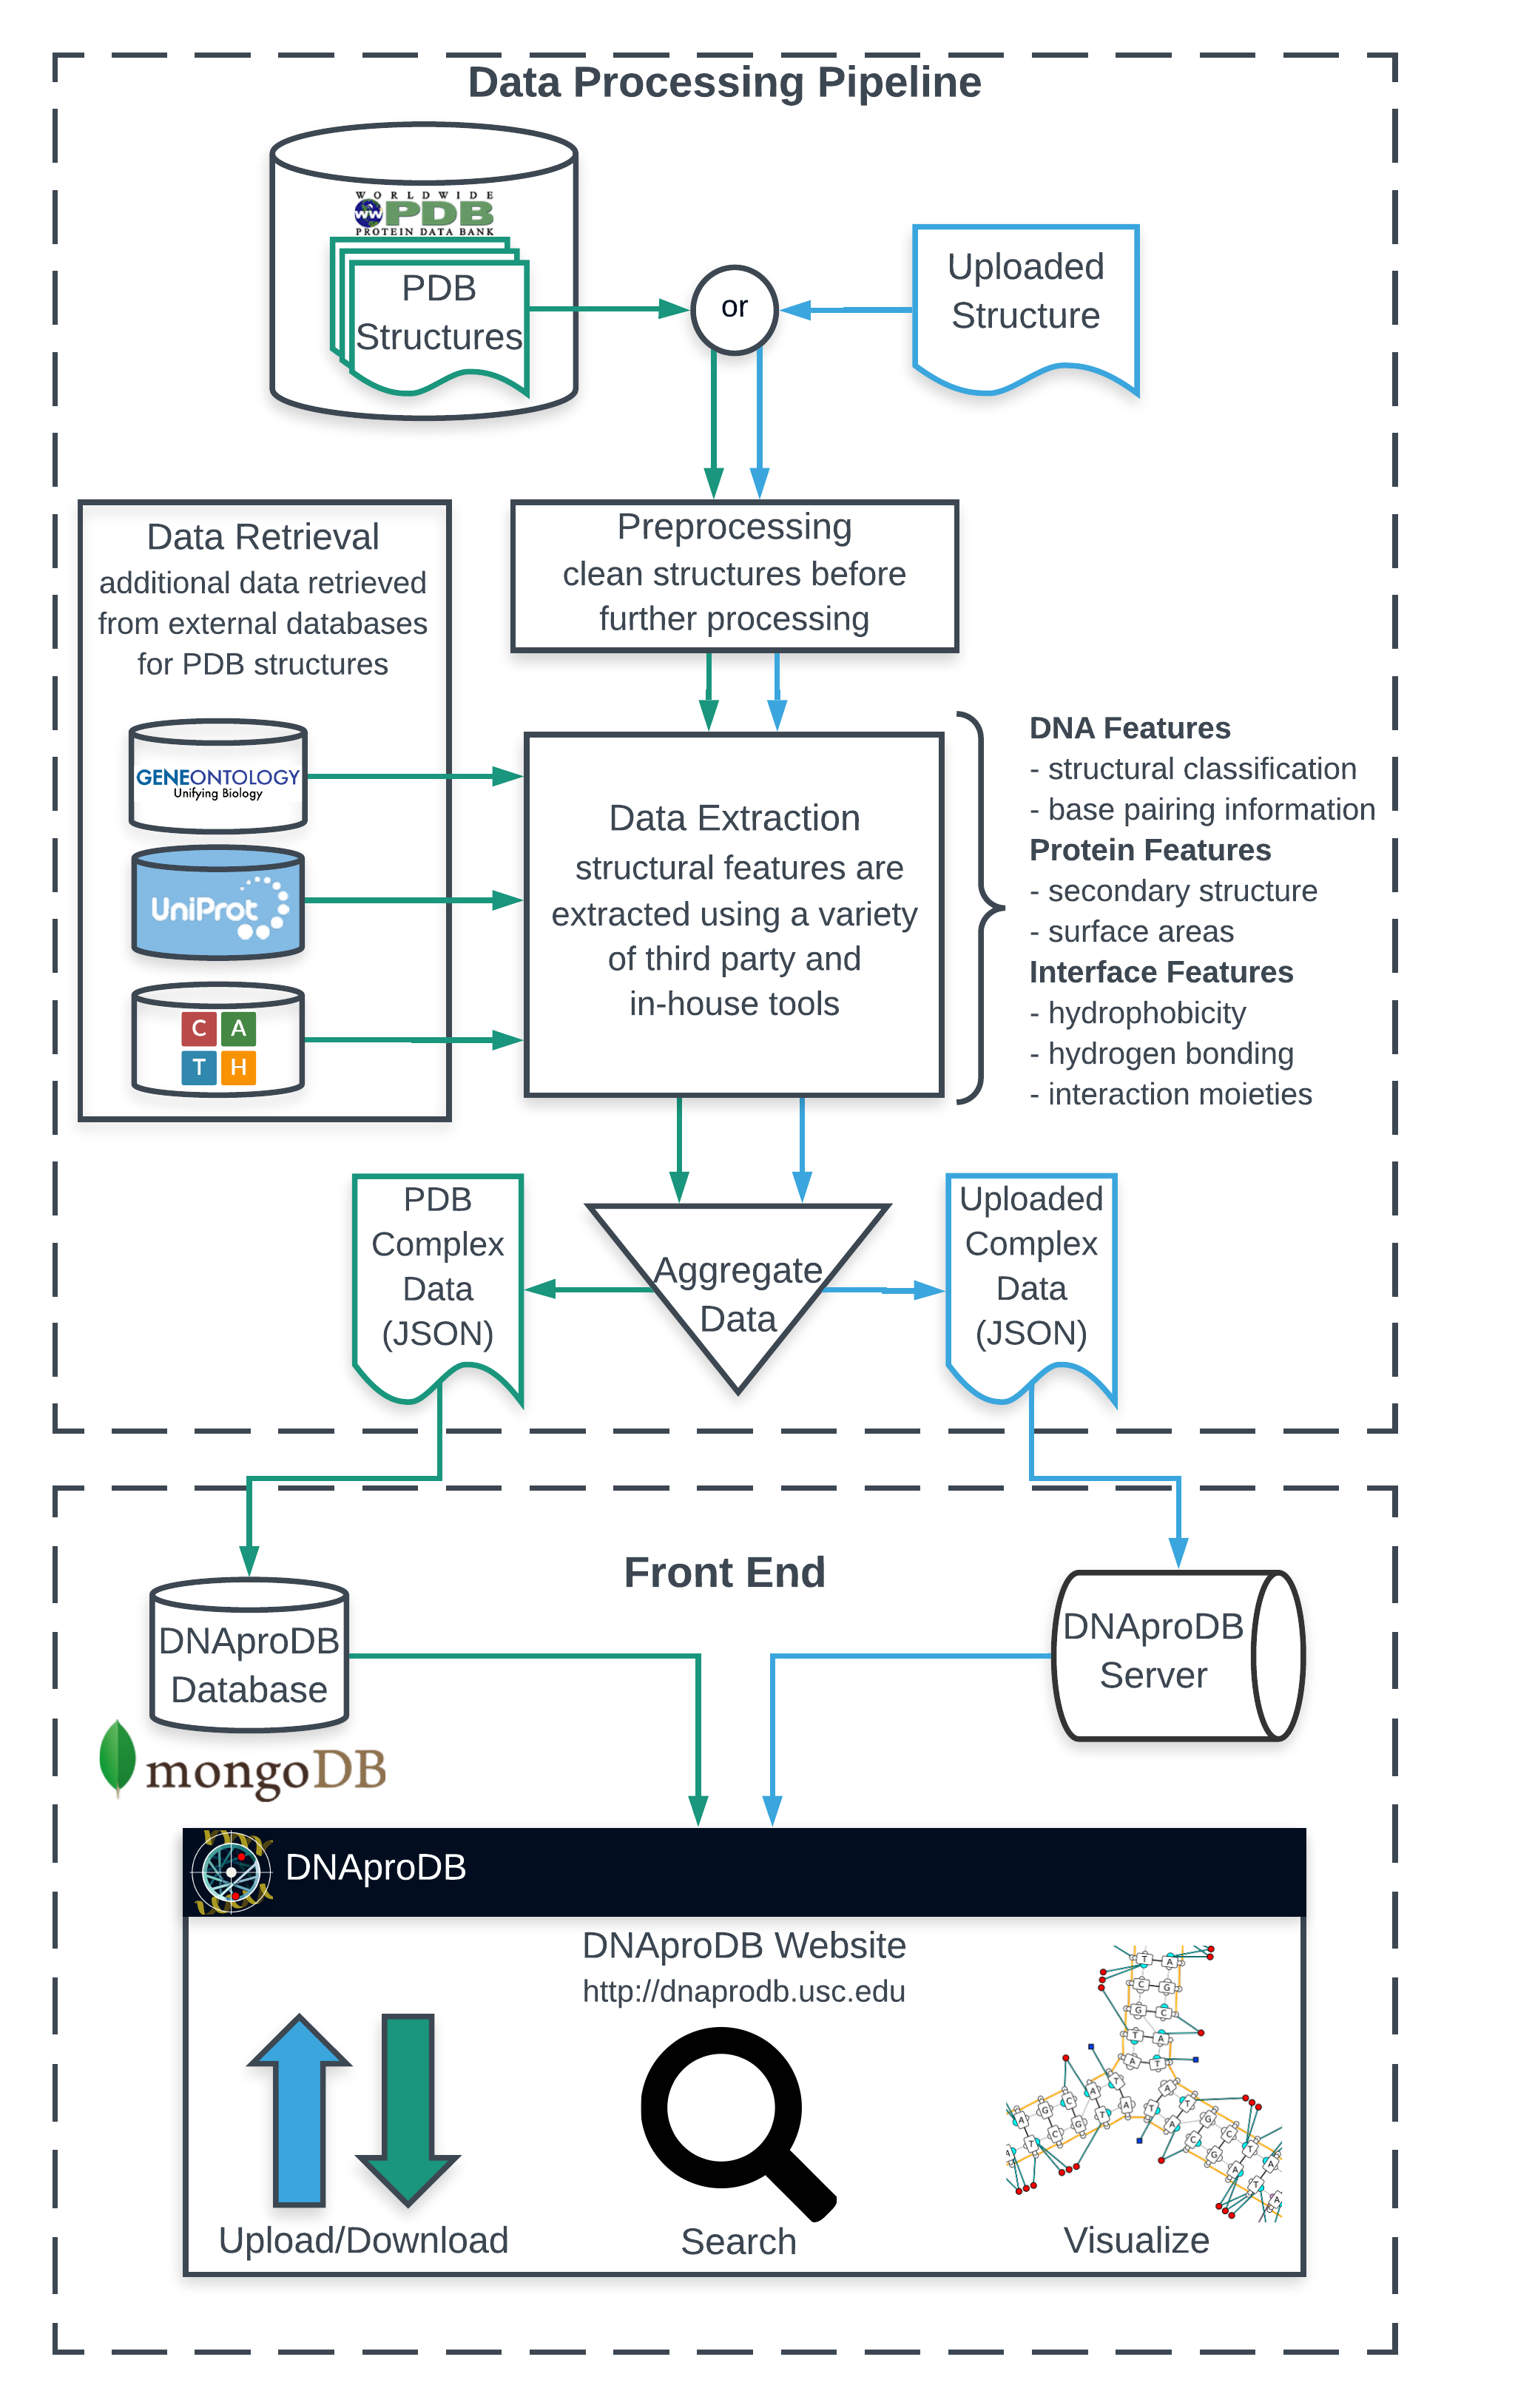 Data Processing Pipeline
WORLDWIDE
WW PDB
PROTEIN DATA BANK
PDB
Structures
or
Uploaded
Structure
Preprocessing
clean structures before
further processing
Data Retrieval
additional data retrieved
from external databases
for PDB structures
GENEONTOLOGY
Unifying Biology
UniProt
C A
T H
Data Extraction
structural features are
extracted using a variety
of third party and
in-house tools
DNA Features
- structural classification
- base pairing information
Protein Features
- secondary structure
- surface areas
Interface Features
- hydrophobicity
- hydrogen bonding
- interaction moieties
PDB
Complex
Data
(JSON)
Aggregate
Data
Uploaded
Complex
Data
(JSON)
Front End
DNAproDB
Database
mongoDB
DNAproDB
Server
DNAproDB
DNAproDB Website
http://dnaprodb.usc.edu
T A
C G
G C
T A
A T
Upload/Download
Search
Visualize